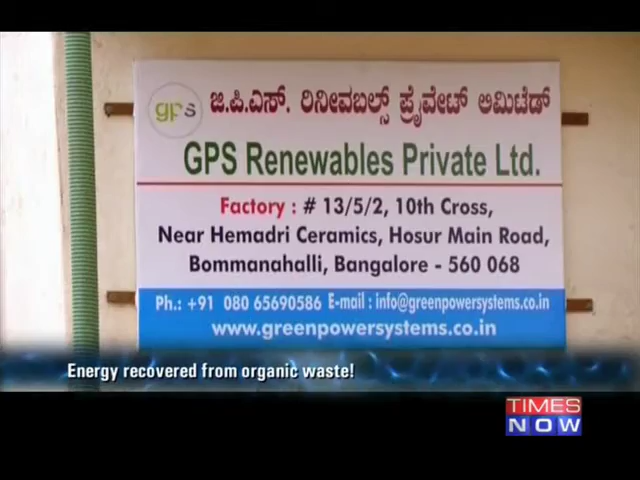 gps
ಜಿ.ಪಿ.ಎಸ್. ರಿನೀವಬಲ್ಸ್ ಪ್ರೈವೇಟ್ ಲಿಮಿಟೆಡ್
GPS Renewables Private Ltd.
Factory : # 13/5/2, 10th Cross,
Near Hemadri Ceramics, Hosur Main Road,
Bommanahalli, Bangalore - 560 068
Ph.: +91 080 65690586 E-mail : info@greenpowersystems.co.in
www.greenpowersystems.co.in
Energy recovered from organic waste!
TIMES
NOW